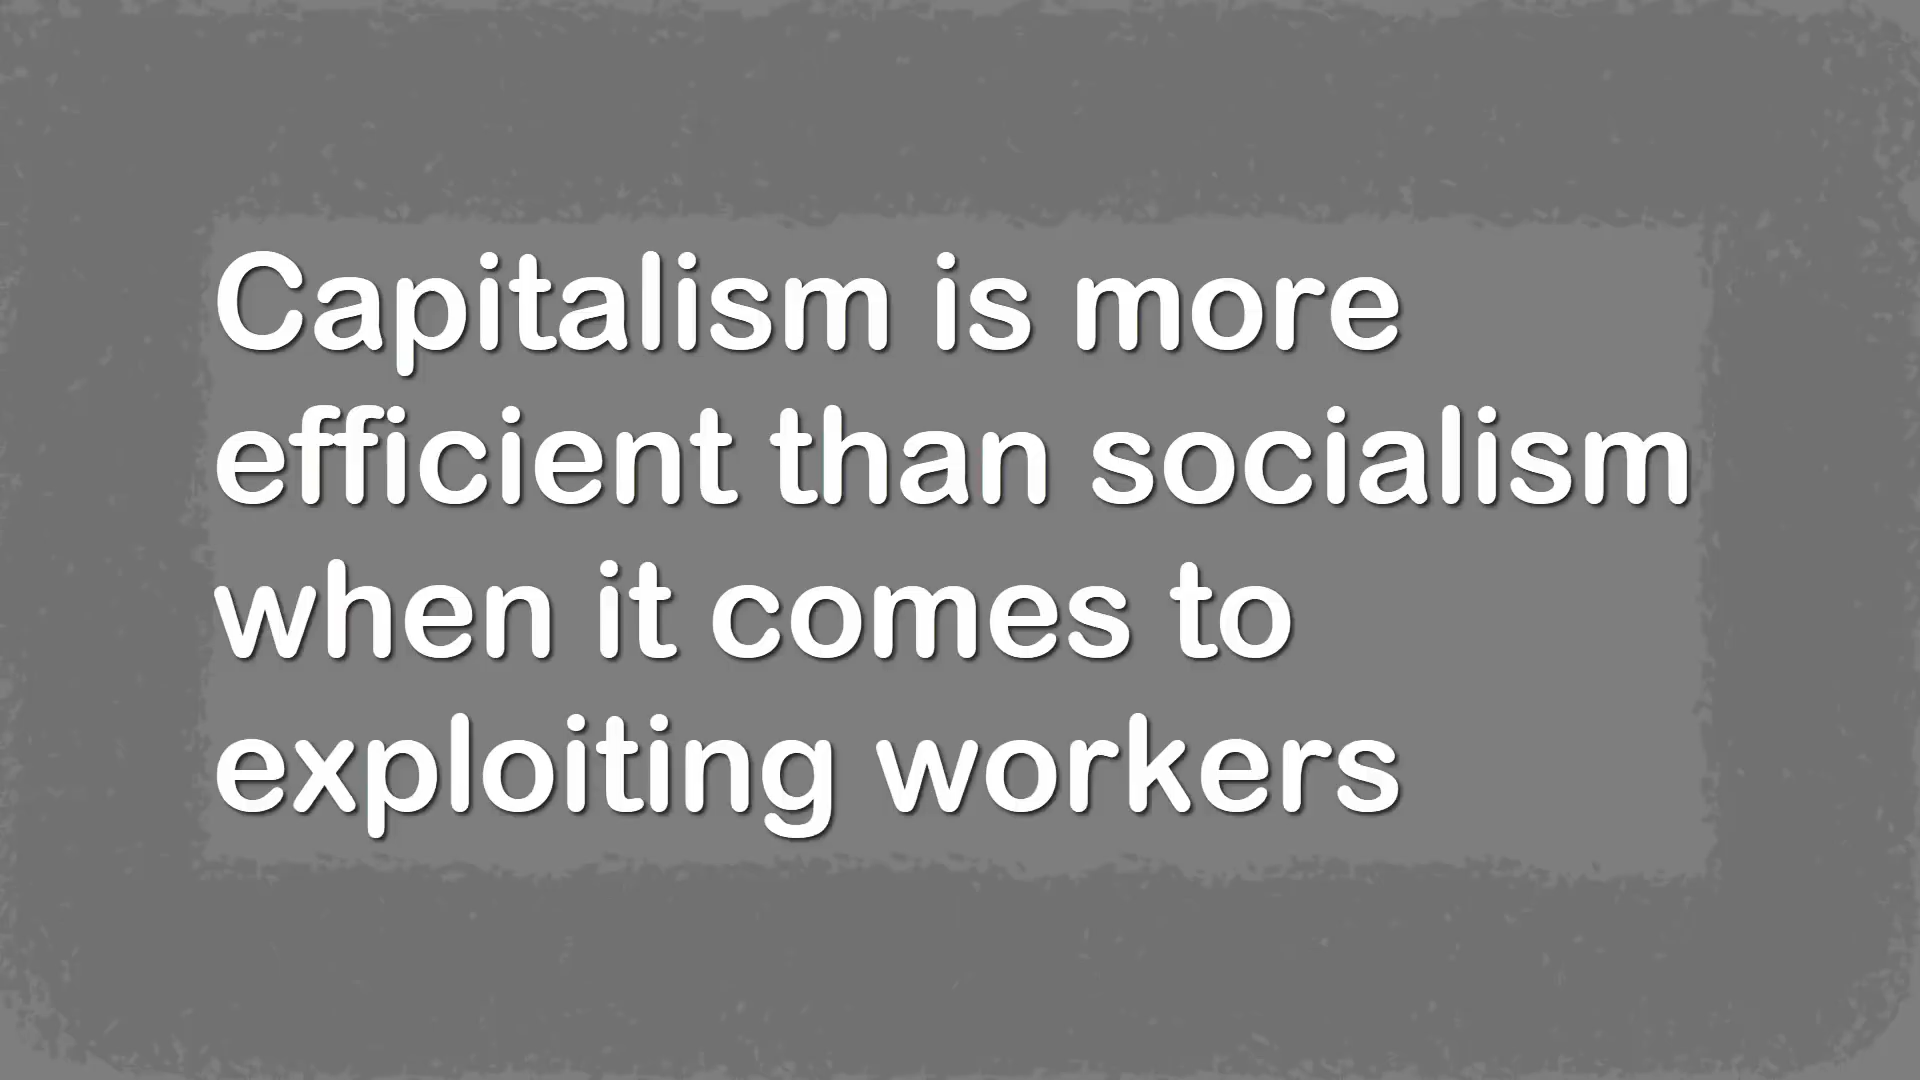 Capitalism is more
efficient than socialism
when it comes to
exploiting workers